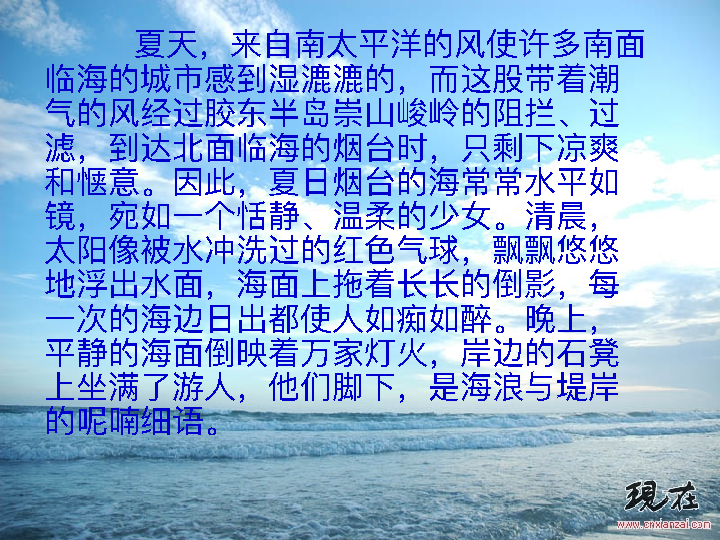 夏天，来自南太平洋的风使许多南面
临海的城市感到湿漉漉的，而这股带着潮
气的风经过胶东半岛崇山峻岭的阻拦、过
滤，到达北面临海的烟台时，只剩下凉爽
和惬意。因此，夏日烟台的海常常水平如
镜，宛如一个恬静、温柔的少女。清晨，
太阳像被水冲洗过的红色气球，飘飘悠悠
地浮出水面，海面上拖着长长的倒影，每
一次的海边日出都使人如痴如醉。晚上，
平静的海面倒映着万家灯火，岸边的石凳
上坐满了游人，他们脚下，是海浪与堤岸
的呢喃细语。
現在
www.cnxianzai.com